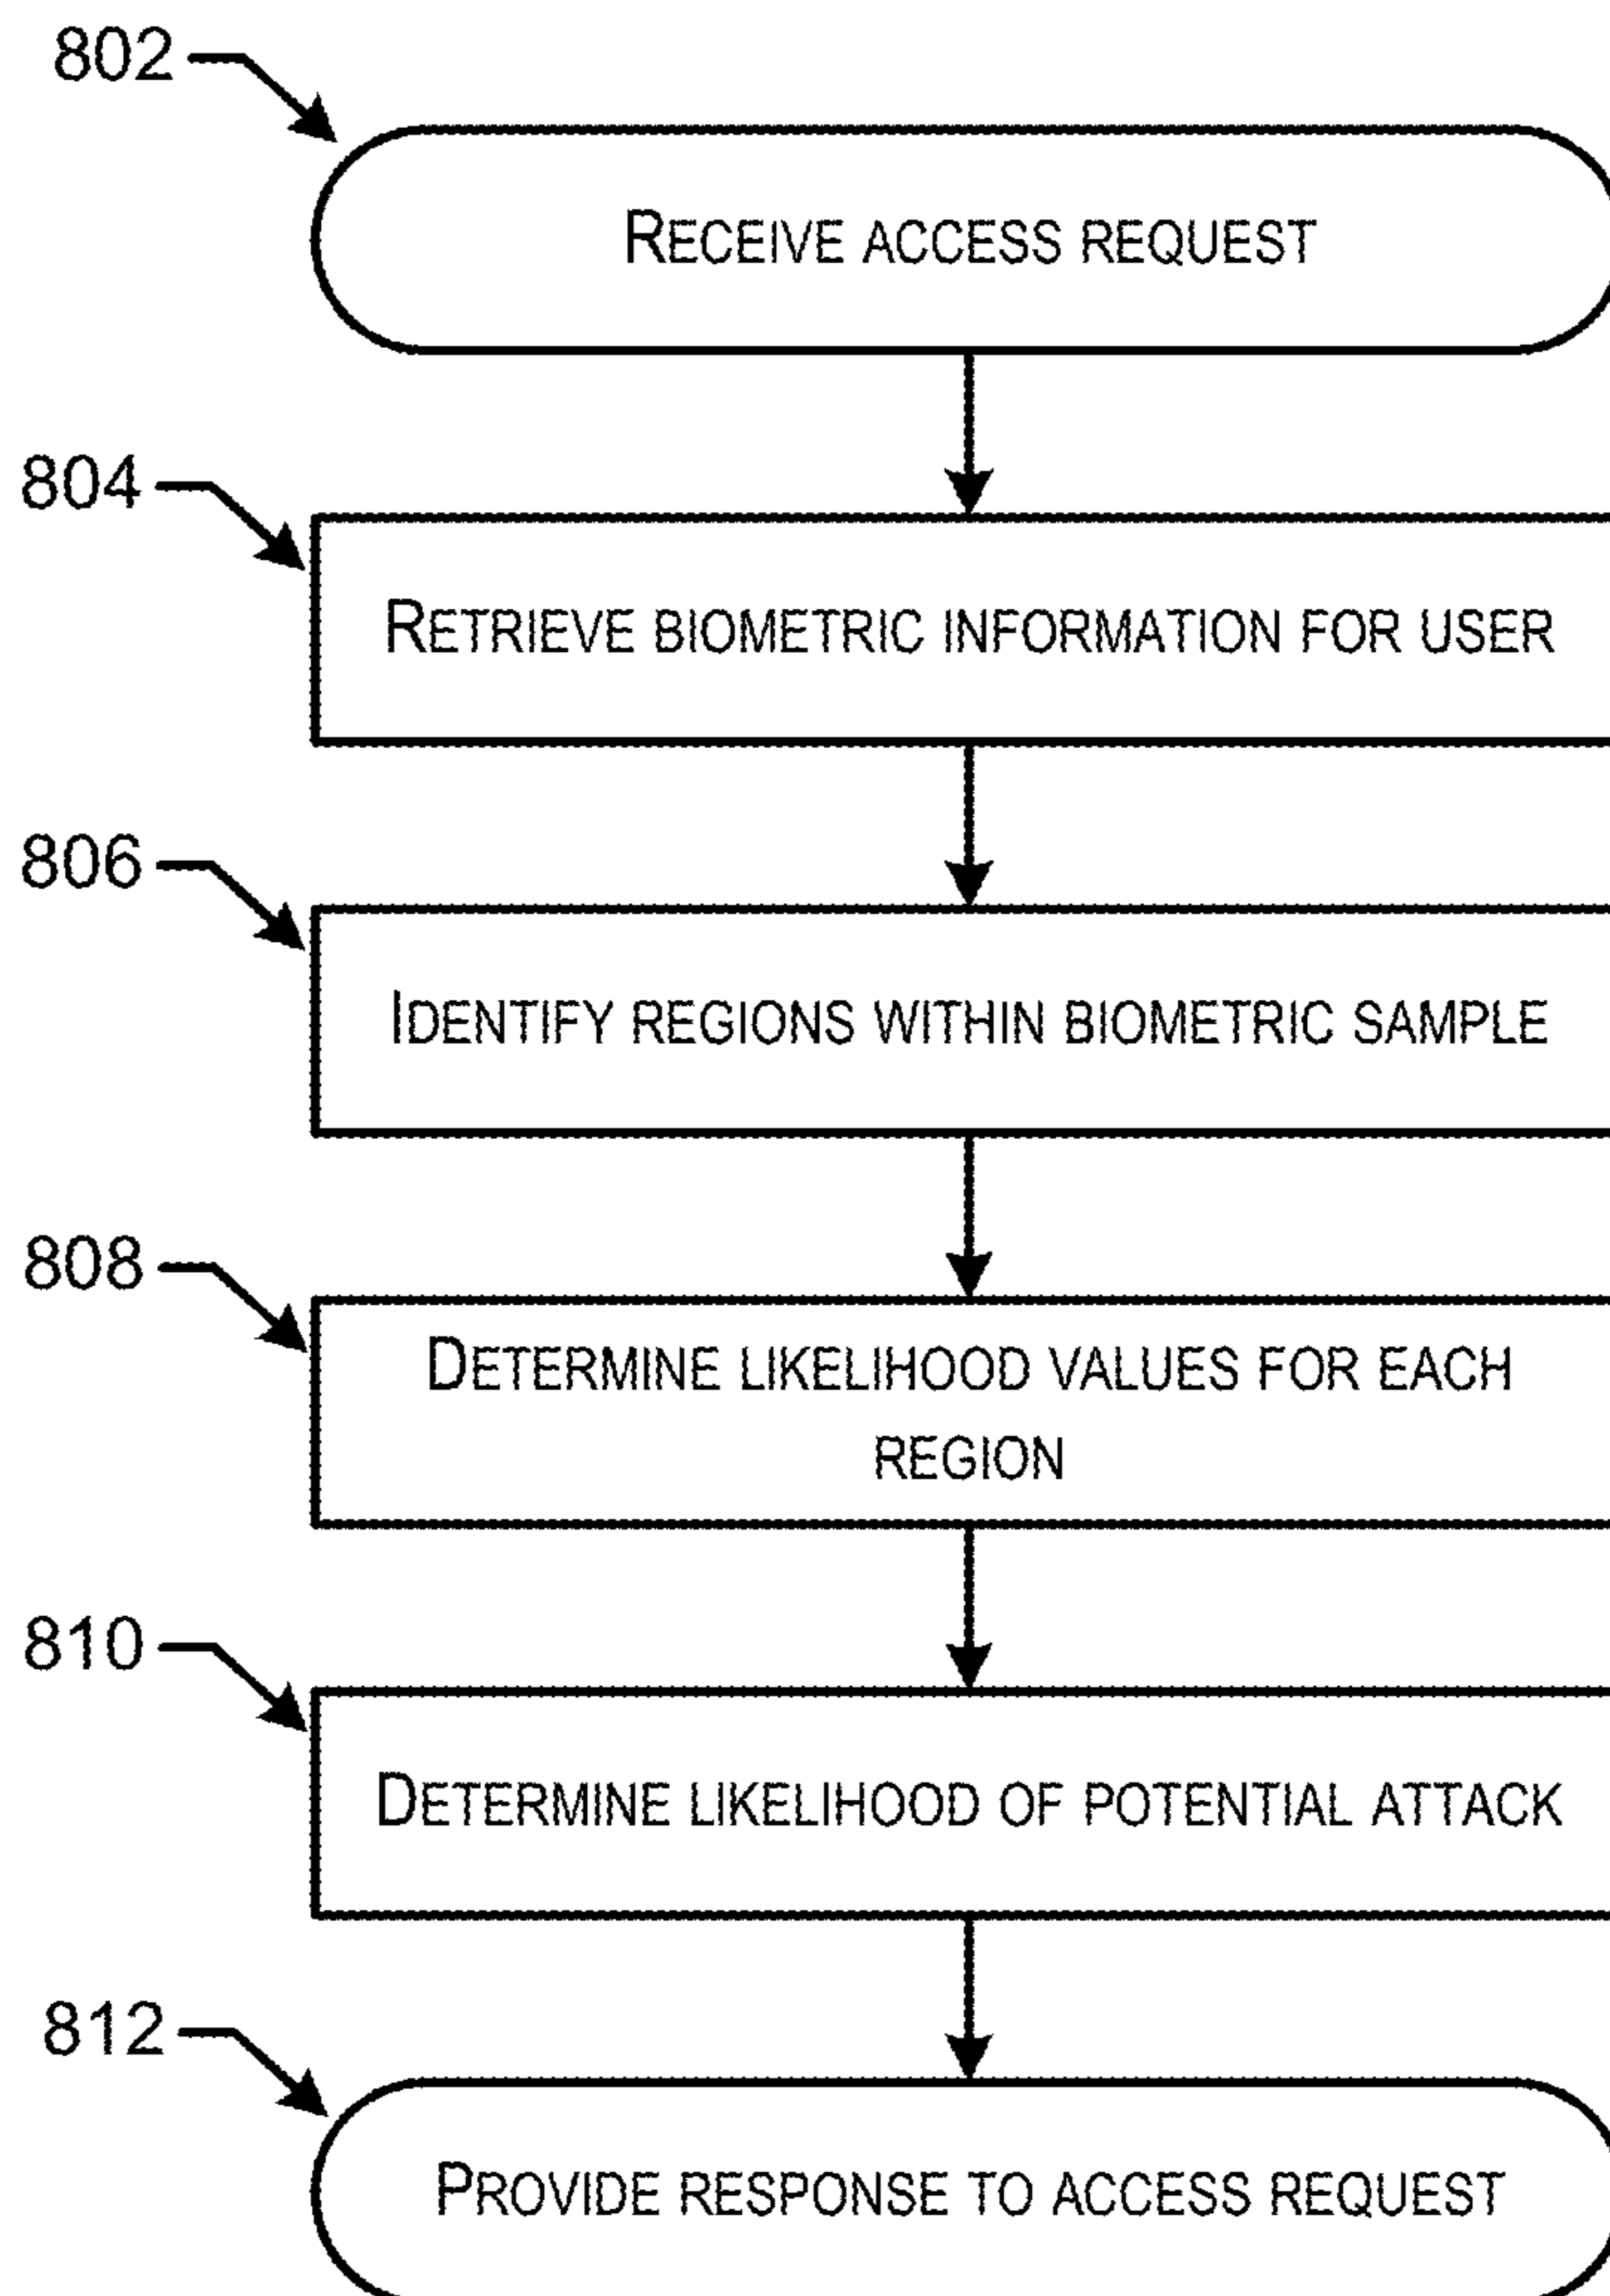 802
RECEIVE ACCESS REQUEST
804
RETRIEVE BIOMETRIC INFORMATION FOR USER
806
IDENTIFY REGIONS WITHIN BIOMETRIC SAMPLE
808
DETERMINE LIKELIHOOD VALUES FOR EACH
REGION
810
DETERMINE LIKELIHOOD OF POTENTIAL ATTACK
812
PROVIDE RESPONSE TO ACCESS REQUEST